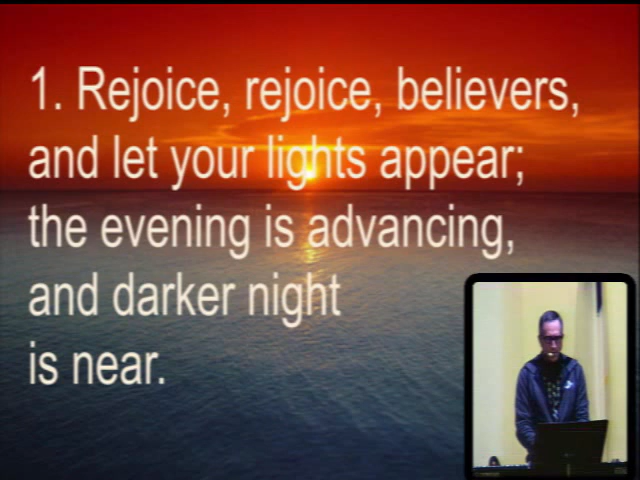 1. Rejoice, rejoice, believers,
and let your lights appear;
the evening is advancing,
and darker night
is near.